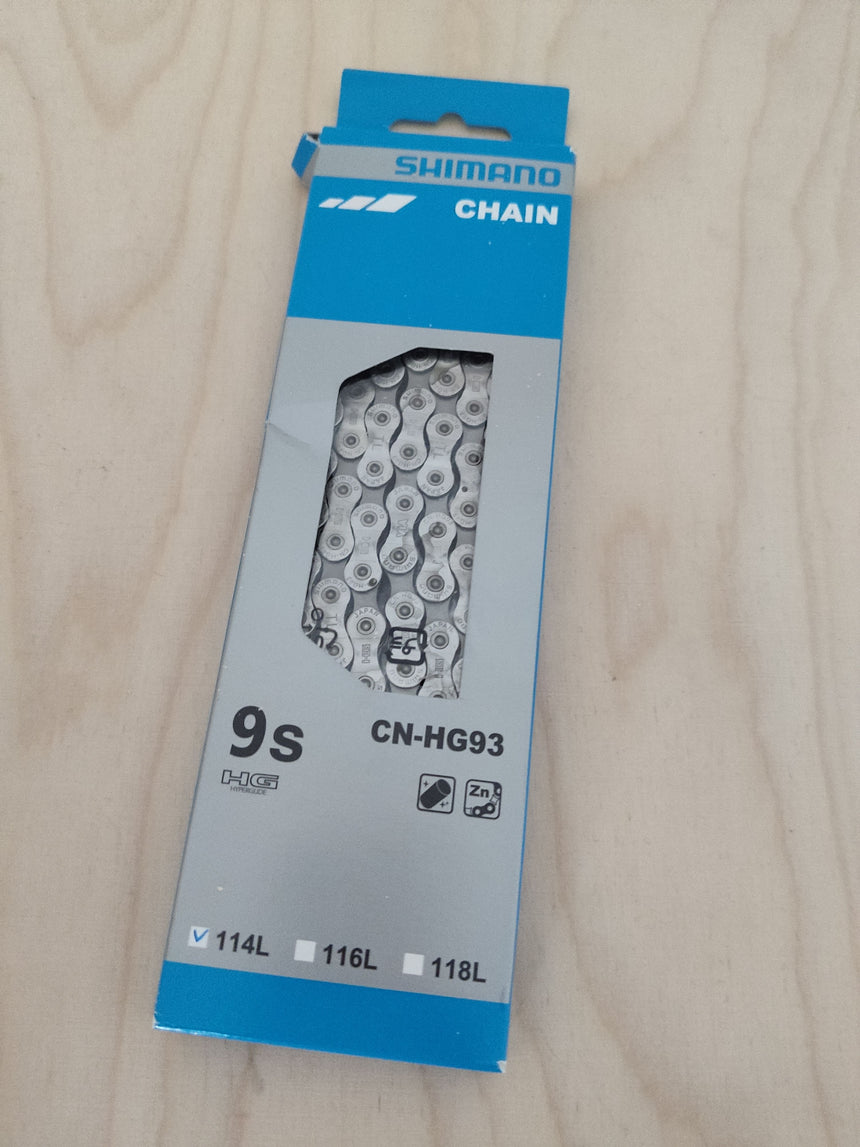 SHIMANO
CHAIN
9s
CN-HG93
HG
HYPERGLIDE
Zn
114L
116L
118L